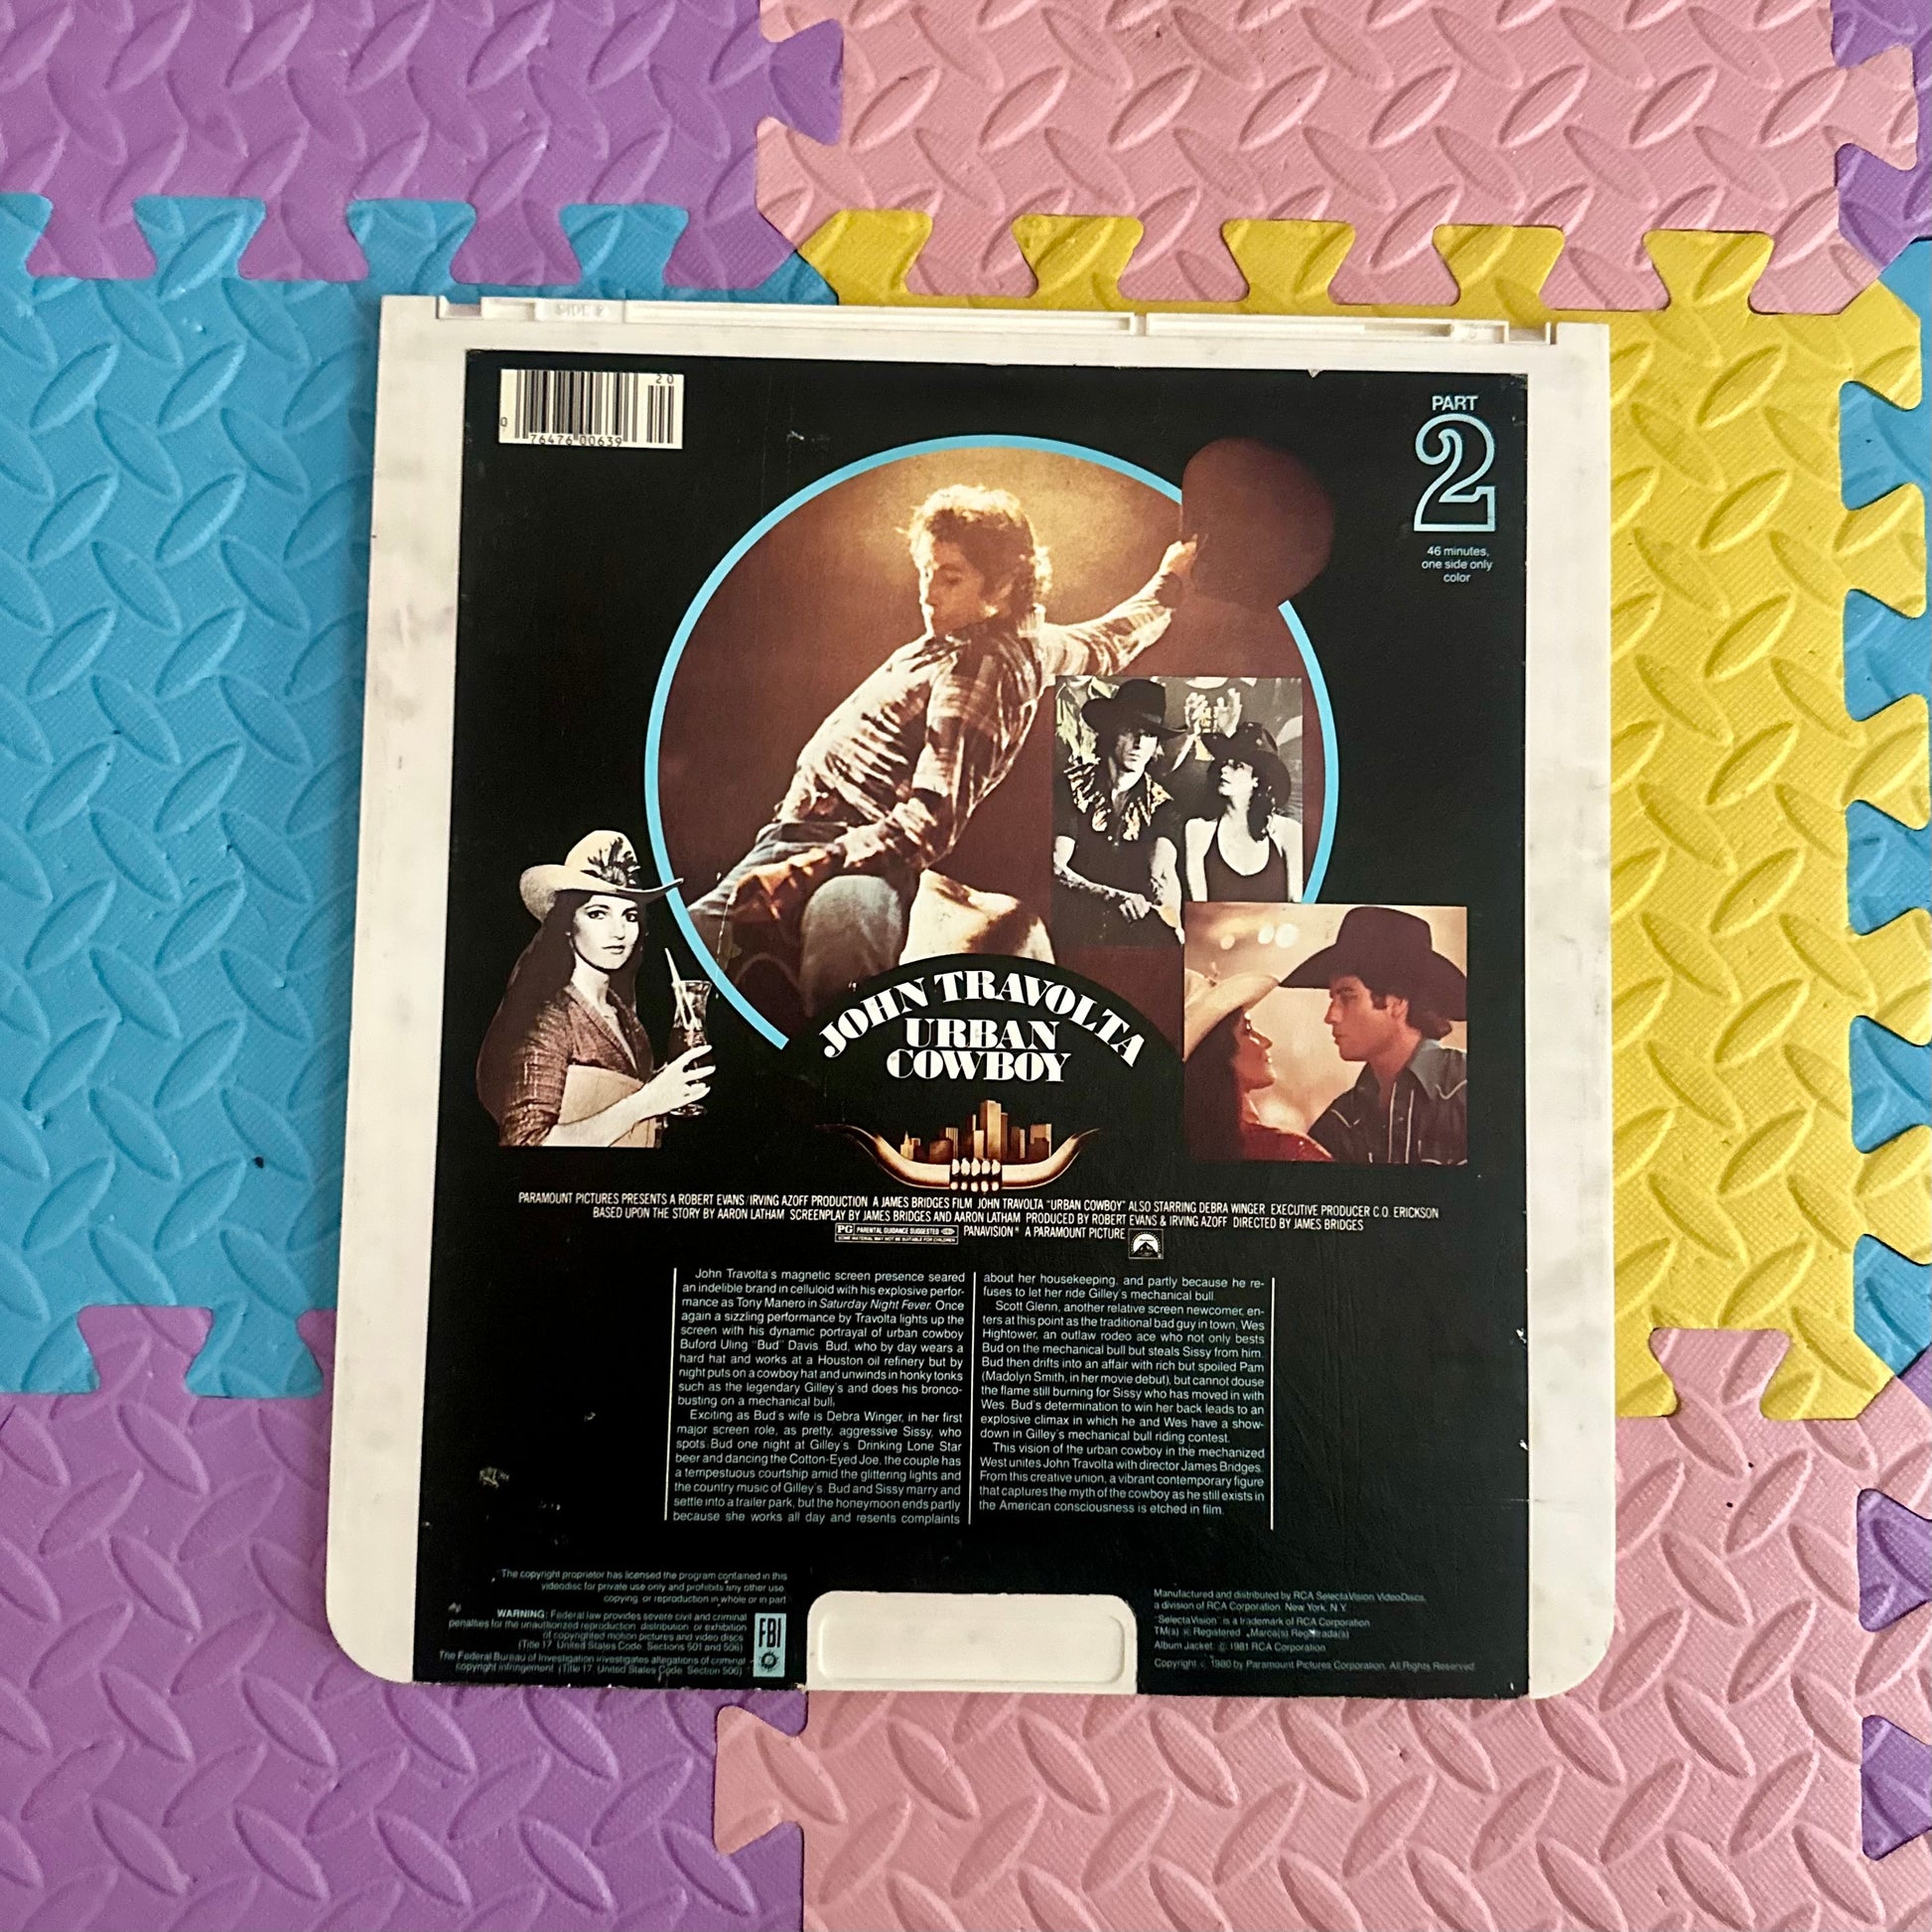 SIDE 2
20
0
76476 00639
PART
2
46 minutes,
one side only
color
JOHN TRAVOLTA
URBAN
COWBOY
PARAMOUNT PICTURES PRESENTS A ROBERT EVANS/IRVING AZOFF PRODUCTION A JAMES BRIDGES FILM JOHN TRAVOLTA "URBAN COWBOY" ALSO STARRING DEBRA WINGER EXECUTIVE PRODUCER C.O. ERICKSON
BASED UPON THE STORY BY AARON LATHAM SCREENPLAY BY JAMES BRIDGES AND AARON LATHAM PRODUCED BY ROBERT EVANS & IRVING AZOFF DIRECTED BY JAMES BRIDGES
PG PARENTAL GUIDANCE SUGGESTED
SOME MATERIAL MAY NOT BE SUITABLE FOR CHILDREN
PANAVISION® A PARAMOUNT PICTURE
John Travolta's magnetic screen presence seared
an indelible brand in celluloid with his explosive perfor-
mance as Tony Manero in Saturday Night Fever. Once
again a sizzling performance by Travolta lights up the
screen with his dynamic portrayal of urban cowboy
Buford Uling "Bud" Davis. Bud, who by day wears a
hard hat and works at a Houston oil refinery but by
night puts on a cowboy hat and unwinds in honky tonks
such as the legendary Gilley's and does his bronco-
busting on a mechanical bull.
Exciting as Bud's wife is Debra Winger, in her first
major screen role, as pretty, aggressive Sissy, who
spots Bud one night at Gilley's. Drinking Lone Star
beer and dancing the Cotton-Eyed Joe, the couple has
a tempestuous courtship amid the glittering lights and
the country music of Gilley's. Bud and Sissy marry and
settle into a trailer park, but the honeymoon ends partly
because she works all day and resents complaints
about her housekeeping, and partly because he re-
fuses to let her ride Gilley's mechanical bull.
Scott Glenn, another relative screen newcomer, en-
ters at this point as the traditional bad guy in town, Wes
Hightower, an outlaw rodeo ace who not only bests
Bud on the mechanical bull but steals Sissy from him.
Bud then drifts into an affair with rich but spoiled Pam
(Madolyn Smith, in her movie debut), but cannot douse
the flame still burning for Sissy who has moved in with
Wes. Bud's determination to win her back leads to an
explosive climax in which he and Wes have a show-
down in Gilley's mechanical bull riding contest.
This vision of the urban cowboy in the mechanized
West unites John Travolta with director James Bridges.
From this creative union, a vibrant contemporary figure
that captures the myth of the cowboy as he still exists in
the American consciousness is etched in film.
The copyright proprietor has licensed the program contained in this
videodisc for private use only and prohibits any other use,
copying, or reproduction in whole or in part.
WARNING: Federal law provides severe civil and criminal
penalties for the unauthorized reproduction, distribution, or exhibition
of copyrighted motion pictures and video discs
(Title 17, United States Code, Sections 501 and 506)
The Federal Bureau of Investigation investigates allegations of criminal
copyright infringement (Title 17, United States Code, Section 506)
FBI
Manufactured and distributed by RCA SelectaVision VideoDiscs,
a division of RCA Corporation, New York, N.Y.
"SelectaVision" is a trademark of RCA Corporation
TM(s) ® Registered Marca(s) Registrada(s)
Album Jacket: © 1981 RCA Corporation
Copyright © 1980 by Paramount Pictures Corporation. All Rights Reserved.